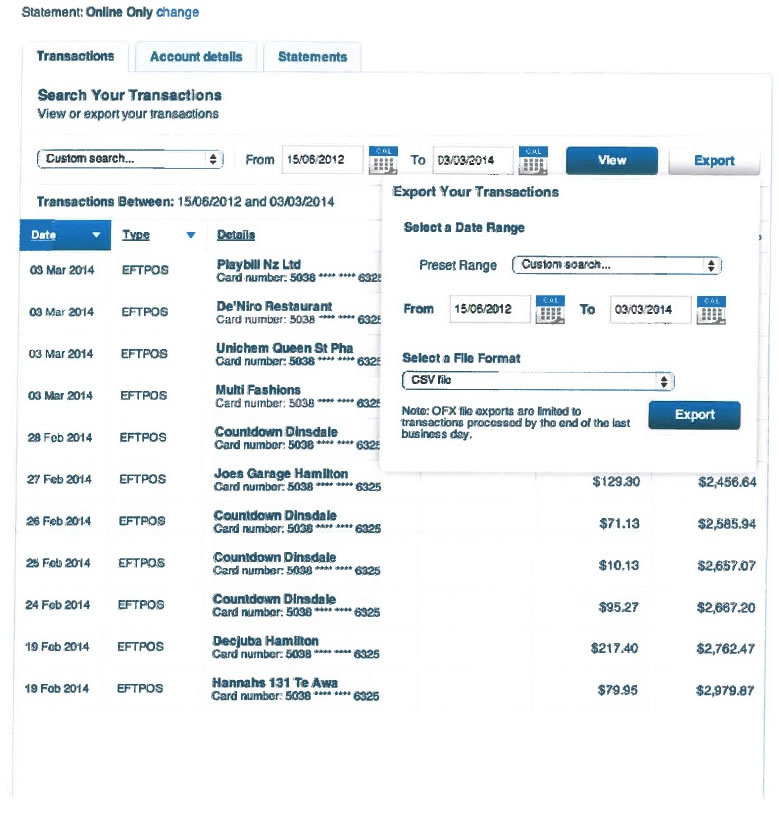 Statement: Online Only change
Transactions
Account details
Statements
Search Your Transactions
View or export your transactions
Custom search...
From
15/06/2012
CAL
To
03/03/2014
CAL
View
Export
Transactions Between: 15/06/2012 and 03/03/2014
Export Your Transactions
Select a Date Range
Preset Range
Custom search...
From
15/06/2012
CAL
To
03/03/2014
CAL
Select a File Format
CSV file
Note: OFX file exports are limited to
transactions processed by the end of the last
business day.
Export
Date
Type
Details
03 Mar 2014
EFTPOS
Playbill Nz Ltd
Card number: 5038 **** **** 6325
03 Mar 2014
EFTPOS
De'Niro Restaurant
Card number: 5038 **** **** 6325
03 Mar 2014
EFTPOS
Unichem Queen St Pha
Card number: 5038 **** **** 6325
03 Mar 2014
EFTPOS
Multi Fashions
Card number: 5038 **** **** 6325
28 Feb 2014
EFTPOS
Countdown Dinsdale
Card number: 5038 **** **** 6325
27 Feb 2014
EFTPOS
Joes Garage Hamilton
Card number: 5038 **** **** 6325
$129.30
$2,456.64
26 Feb 2014
EFTPOS
Countdown Dinsdale
Card number: 5038 **** **** 6325
$71.13
$2,585.94
25 Feb 2014
EFTPOS
Countdown Dinsdale
Card number: 5038 **** **** 6325
$10.13
$2,657.07
24 Feb 2014
EFTPOS
Countdown Dinsdale
Card number: 5038 **** **** 6325
$95.27
$2,667.20
19 Feb 2014
EFTPOS
Decjuba Hamilton
Card number: 5038 **** **** 6325
$217.40
$2,762.47
19 Feb 2014
EFTPOS
Hannahs 131 Te Awa
Card number: 5038 **** **** 6325
$79.95
$2,979.87